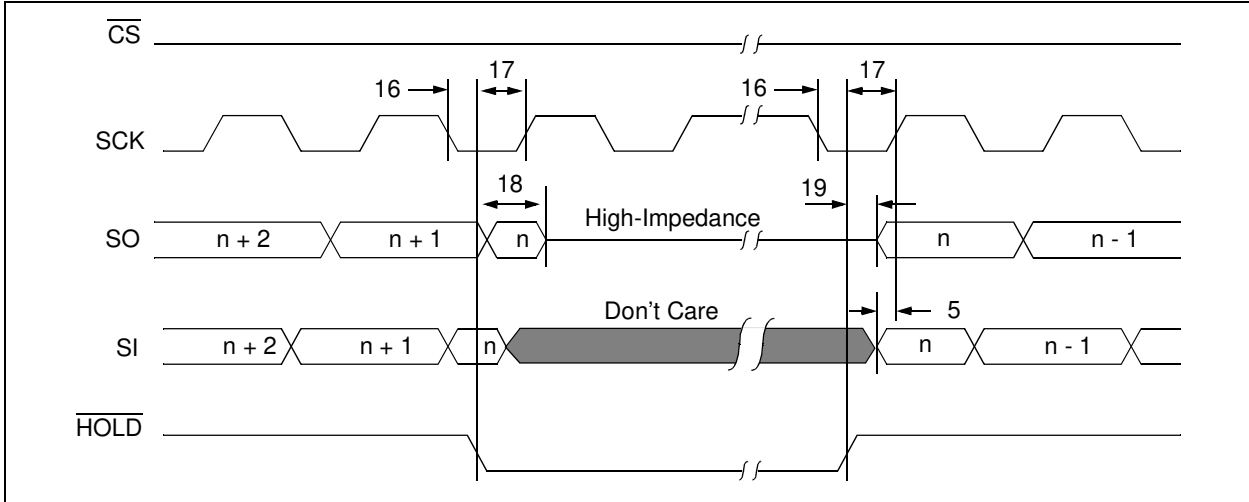 CS
17
17
16
16
SCK
18
19
High-Impedance
SO
n + 2
n + 1
n
n
n - 1
Don't Care
5
SI
n + 2
n + 1
n
n
n - 1
HOLD